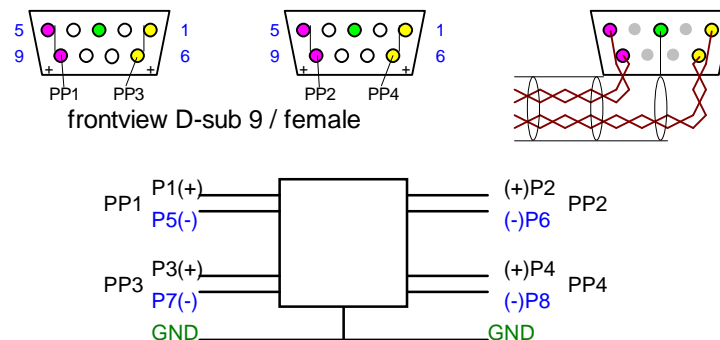 5 1 5 1
9 6 9 6
+ + + +
PP1 PP3 PP2 PP4
frontview D-sub 9 / female
P1(+) (+)P2
PP1 PP2
P5(-) (-)P6
P3(+) (+)P4
PP3 PP4
P7(-) (-)P8
GND GND